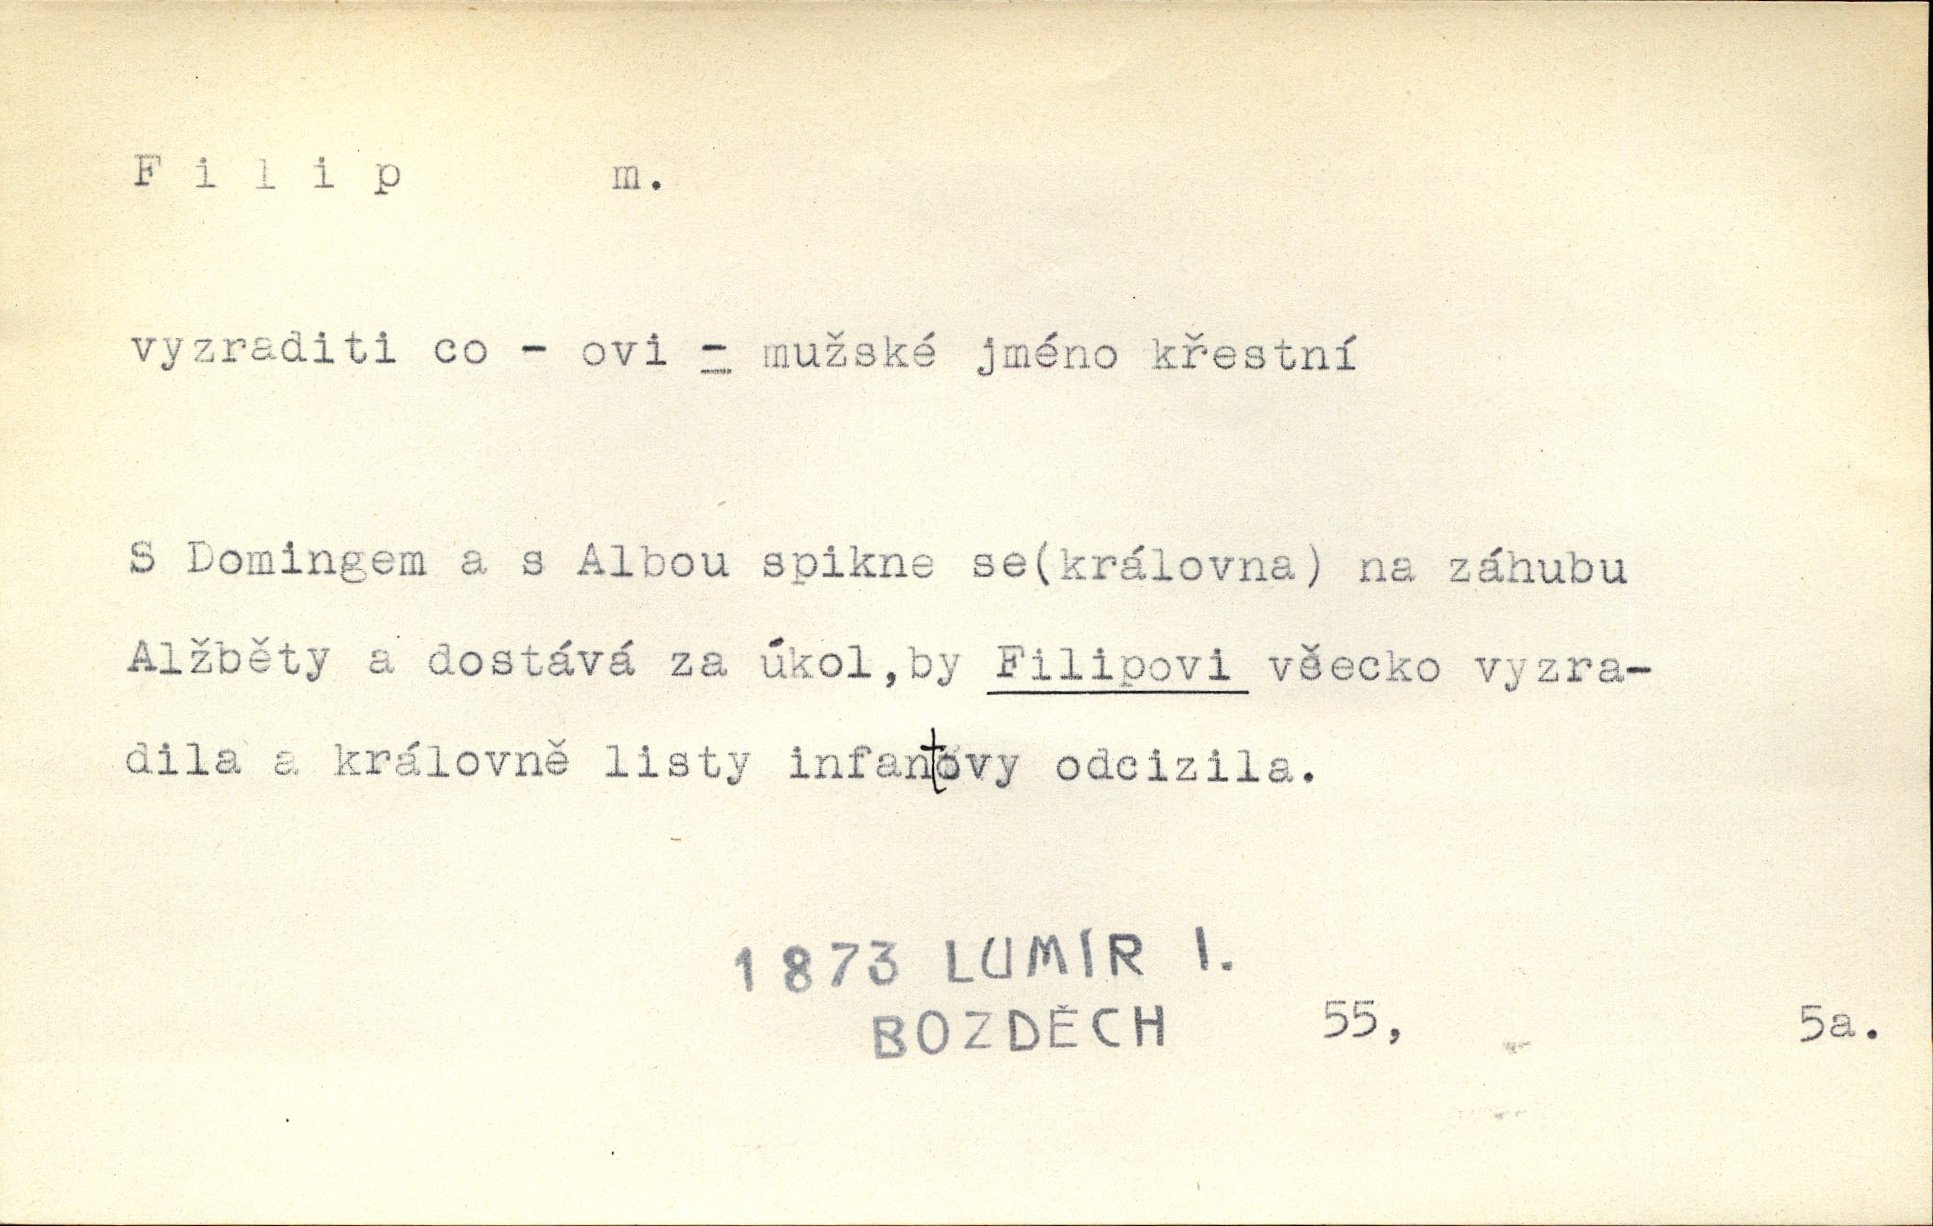 F i l i p m.
vyzraditi co - ovi = mužské jméno křestní
S Domingem a s Albou spikne se(královna) na záhubu
Alžběty a dostává za úkol,by Filipovi všecko vyzra-
dila a královně listy infantovy odcizila.
1873 LUMÍR I.
BOZDĚCH 55, 5a.